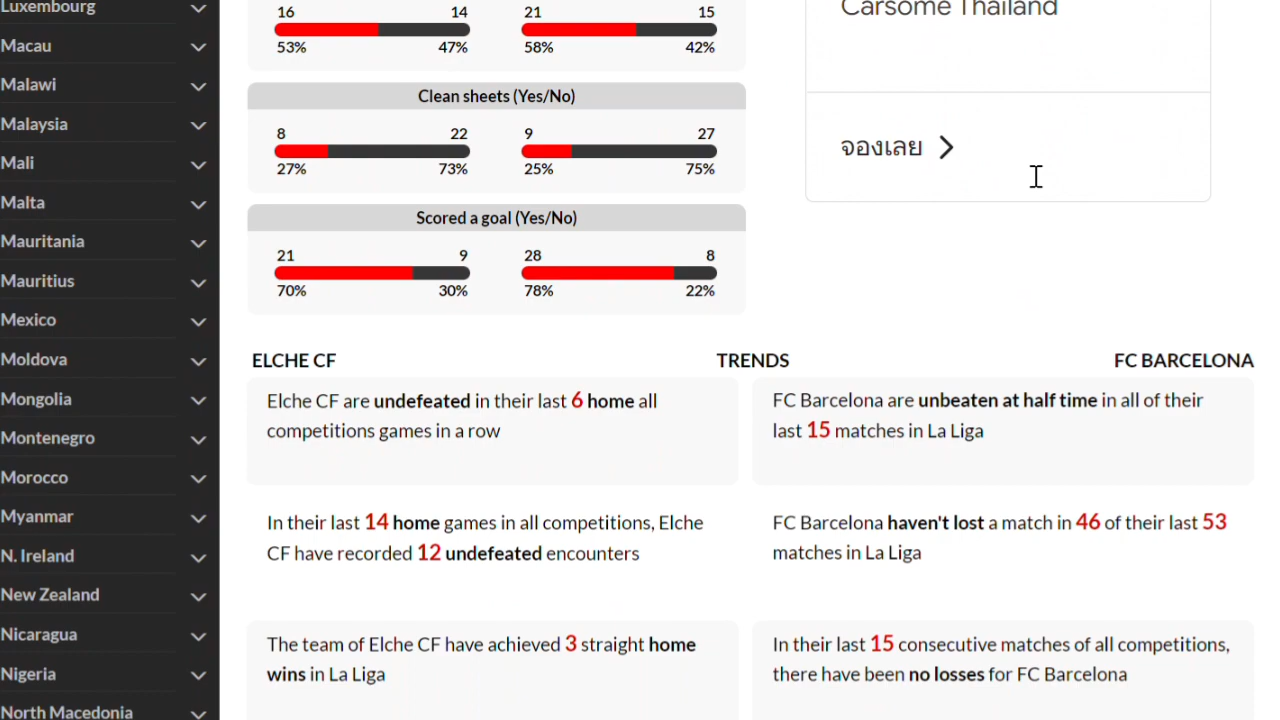 Luxembourg
Macau
Malawi
Malaysia
Mali
Malta
Mauritania
Mauritius
Mexico
Moldova
Mongolia
Montenegro
Morocco
Myanmar
N. Ireland
New Zealand
Nicaragua
Nigeria
North Macedonia
16 14 21 15
53% 47% 58% 42%
Clean sheets (Yes/No)
8 22 9 27
27% 73% 25% 75%
Scored a goal (Yes/No)
21 9 28 8
70% 30% 78% 22%
Carsome Thailand
จองเลย
ELCHE CF TRENDS FC BARCELONA
Elche CF are undefeated in their last 6 home all
competitions games in a row
FC Barcelona are unbeaten at half time in all of their
last 15 matches in La Liga
In their last 14 home games in all competitions, Elche
CF have recorded 12 undefeated encounters
FC Barcelona haven't lost a match in 46 of their last 53
matches in La Liga
The team of Elche CF have achieved 3 straight home
wins in La Liga
In their last 15 consecutive matches of all competitions,
there have been no losses for FC Barcelona